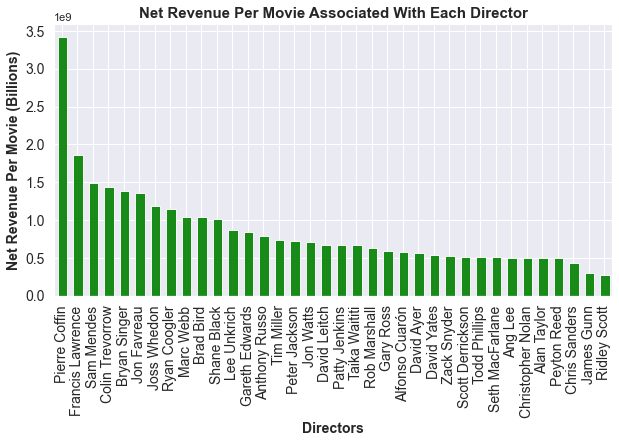 Net Revenue Per Movie Associated With Each Director
1e9
3.5
3.0
2.5
2.0
1.5
1.0
0.5
0.0
Net Revenue Per Movie (Billions)
Pierre Coffin
Francis Lawrence
Sam Mendes
Colin Trevorrow
Bryan Singer
Jon Favreau
Joss Whedon
Ryan Coogler
Marc Webb
Brad Bird
Shane Black
Lee Unkrich
Gareth Edwards
Anthony Russo
Tim Miller
Peter Jackson
Jon Watts
David Leitch
Patty Jenkins
Taika Waititi
Rob Marshall
Gary Ross
Alfonso Cuarón
David Ayer
David Yates
Zack Snyder
Scott Derrickson
Todd Phillips
Seth MacFarlane
Ang Lee
Christopher Nolan
Alan Taylor
Peyton Reed
Chris Sanders
James Gunn
Ridley Scott
Directors